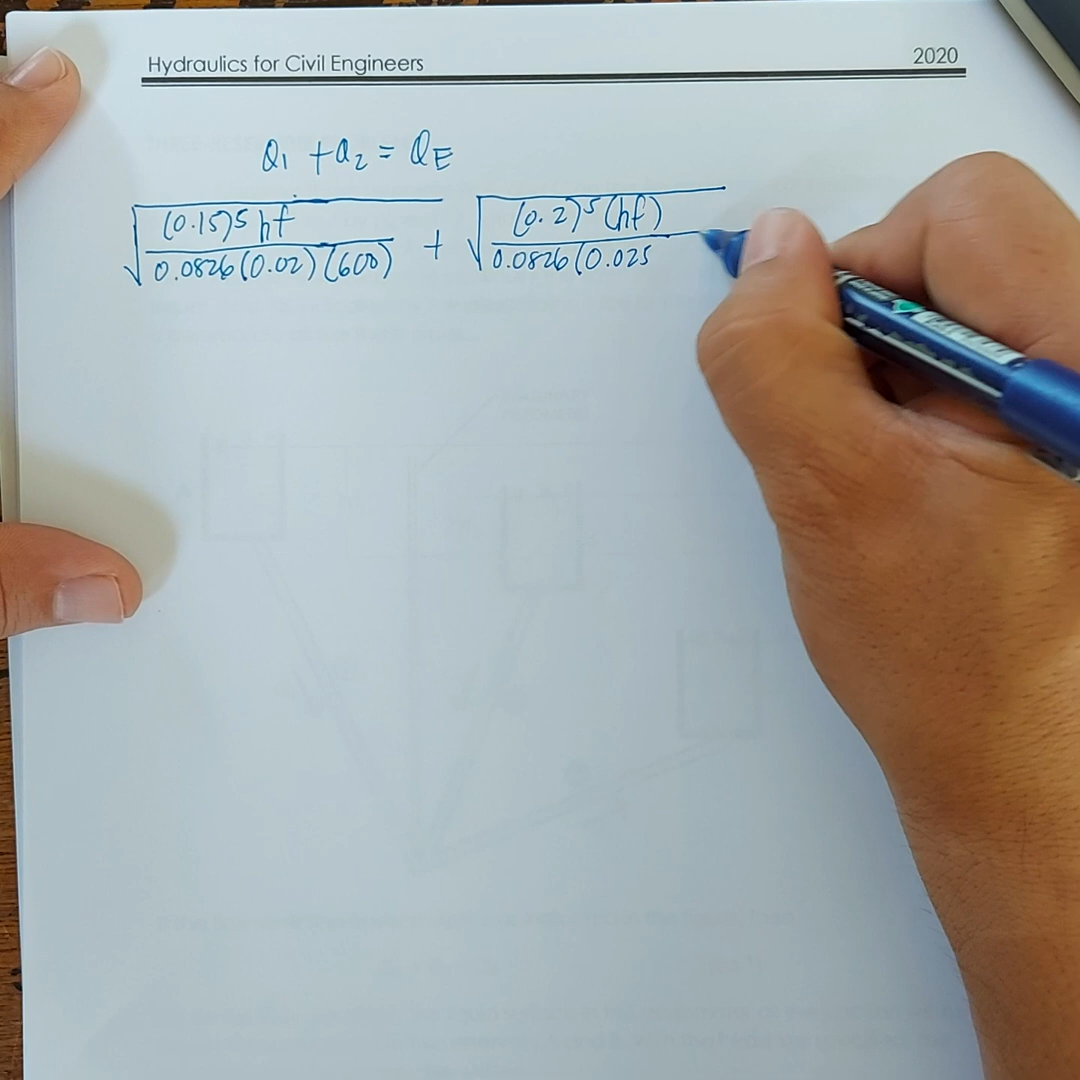 Hydraulics for Civil Engineers 2020
Q1 + Q2 = QE
√((0.15)^5 hf / 0.0826(0.02)(600)) + √((0.2)^5 (hf) / 0.0826(0.025